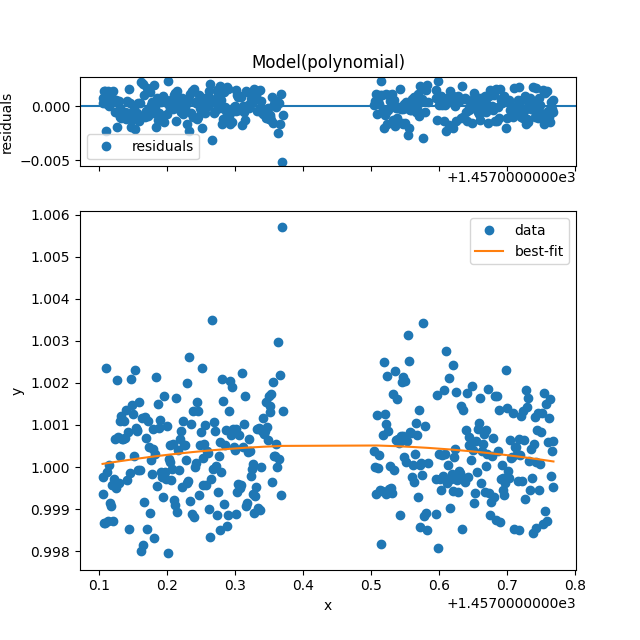 Model(polynomial)
residuals
0.000
−0.005
residuals
+1.4570000000e3
1.006
1.005
1.004
1.003
1.002
1.001
1.000
0.999
0.998
y
data
best-fit
0.1 0.2 0.3 0.4 0.5 0.6 0.7 0.8
x
+1.4570000000e3